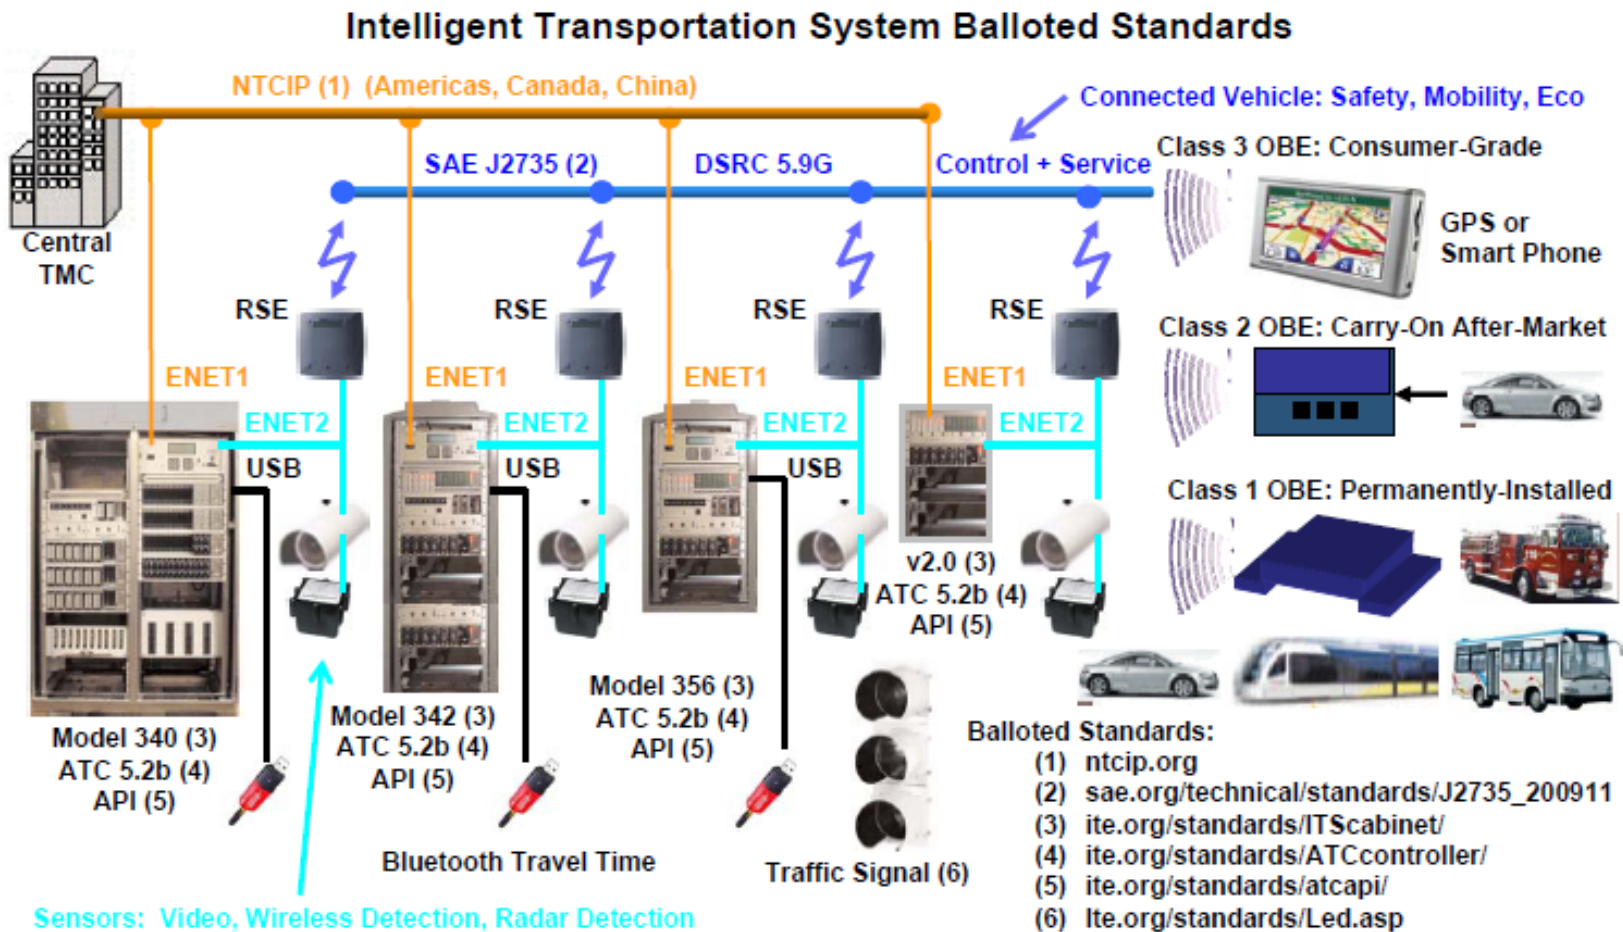 Intelligent Transportation System Balloted Standards
NTCIP (1) (Americas, Canada, China)
Connected Vehicle: Safety, Mobility, Eco
SAE J2735 (2)
DSRC 5.9G
Control + Service
Class 3 OBE: Consumer-Grade
GPS or
Smart Phone
Central
TMC
RSE
RSE
RSE
RSE
Class 2 OBE: Carry-On After-Market
ENET1
ENET1
ENET1
ENET1
ENET2
ENET2
ENET2
ENET2
USB
USB
USB
Class 1 OBE: Permanently-Installed
v2.0 (3)
ATC 5.2b (4)
API (5)
Model 356 (3)
ATC 5.2b (4)
API (5)
Model 342 (3)
ATC 5.2b (4)
API (5)
Model 340 (3)
ATC 5.2b (4)
API (5)
Bluetooth Travel Time
Traffic Signal (6)
Sensors: Video, Wireless Detection, Radar Detection
Balloted Standards:
(1) ntcip.org
(2) sae.org/technical/standards/J2735_200911
(3) ite.org/standards/ITScabinet/
(4) ite.org/standards/ATCcontroller/
(5) ite.org/standards/atcapi/
(6) Ite.org/standards/Led.asp